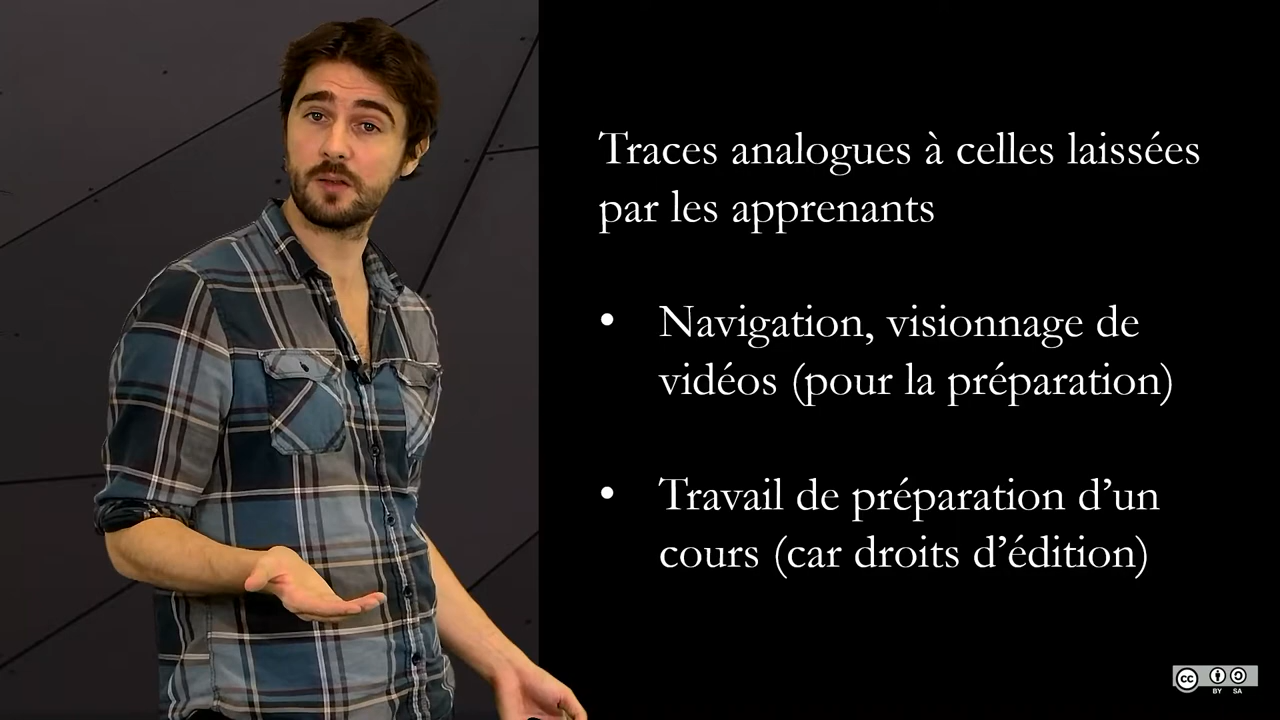 Traces analogues à celles laissées
par les apprenants
• Navigation, visionnage de
vidéos (pour la préparation)
• Travail de préparation d’un
cours (car droits d’édition)
cc
BY SA